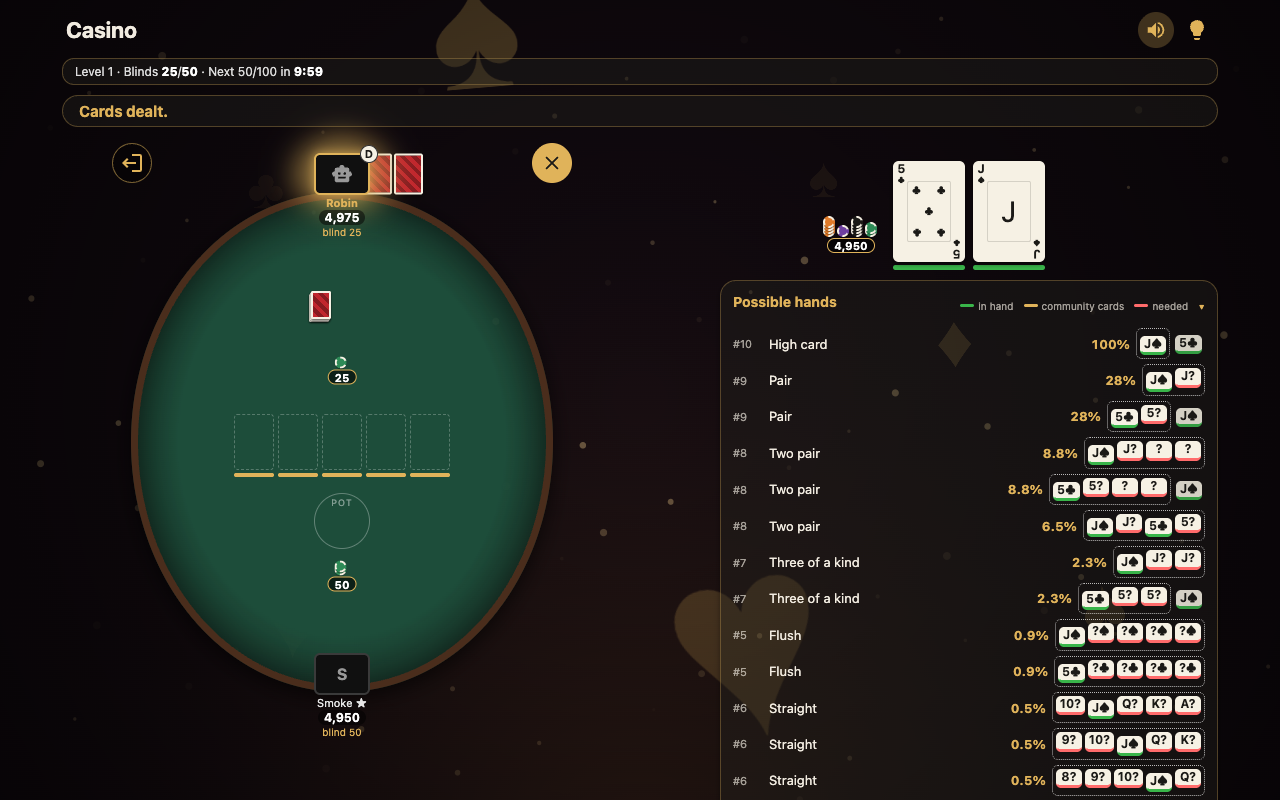 Casino
Level 1 · Blinds 25/50 · Next 50/100 in 9:59
Cards dealt.
D
Robin
4,975
blind 25
25
POT
50
S
Smoke ★
4,950
blind 50
4,950
5♣ 5 ♣
J♠ J J♠
Possible hands
in hand community cards needed ▼
#10 High card 100% J♠ 5♣
#9 Pair 28% J♠ J?
#9 Pair 28% 5♣ 5? J♠
#8 Two pair 8.8% J♠ J? ? ?
#8 Two pair 8.8% 5♣ 5? ? ? J♠
#8 Two pair 6.5% J♠ J? 5♣ 5?
#7 Three of a kind 2.3% J♠ J? J?
#7 Three of a kind 2.3% 5♣ 5? 5? J♠
#5 Flush 0.9% J♠ ?♠ ?♠ ?♠ ?♠
#5 Flush 0.9% 5♣ ?♣ ?♣ ?♣ ?♣
#6 Straight 0.5% 10? J♠ Q? K? A?
#6 Straight 0.5% 9? 10? J♠ Q? K?
#6 Straight 0.5% 8? 9? 10? J♠ Q?